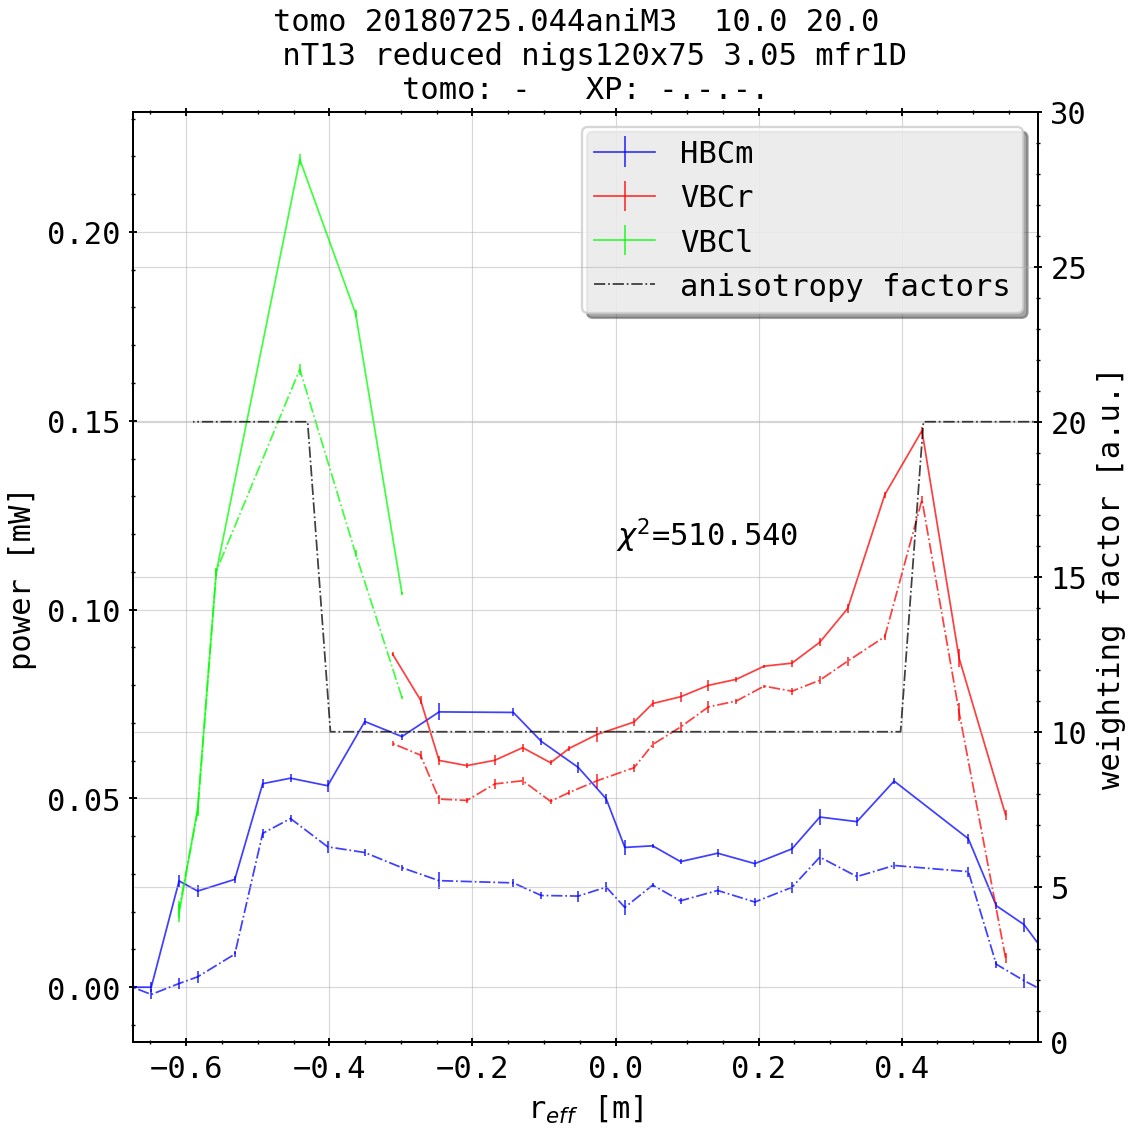 tomo 20180725.044aniM3  10.0 20.0
nT13 reduced nigs120x75 3.05 mfr1D
tomo: -   XP: -.-.-.
HBCm
VBCr
VBCl
anisotropy factors
χ²=510.540
power [mW]
0.20
0.15
0.10
0.05
0.00
30
25
20
15
10
5
0
weighting factor [a.u.]
−0.6 −0.4 −0.2 0.0 0.2 0.4
r_eff [m]